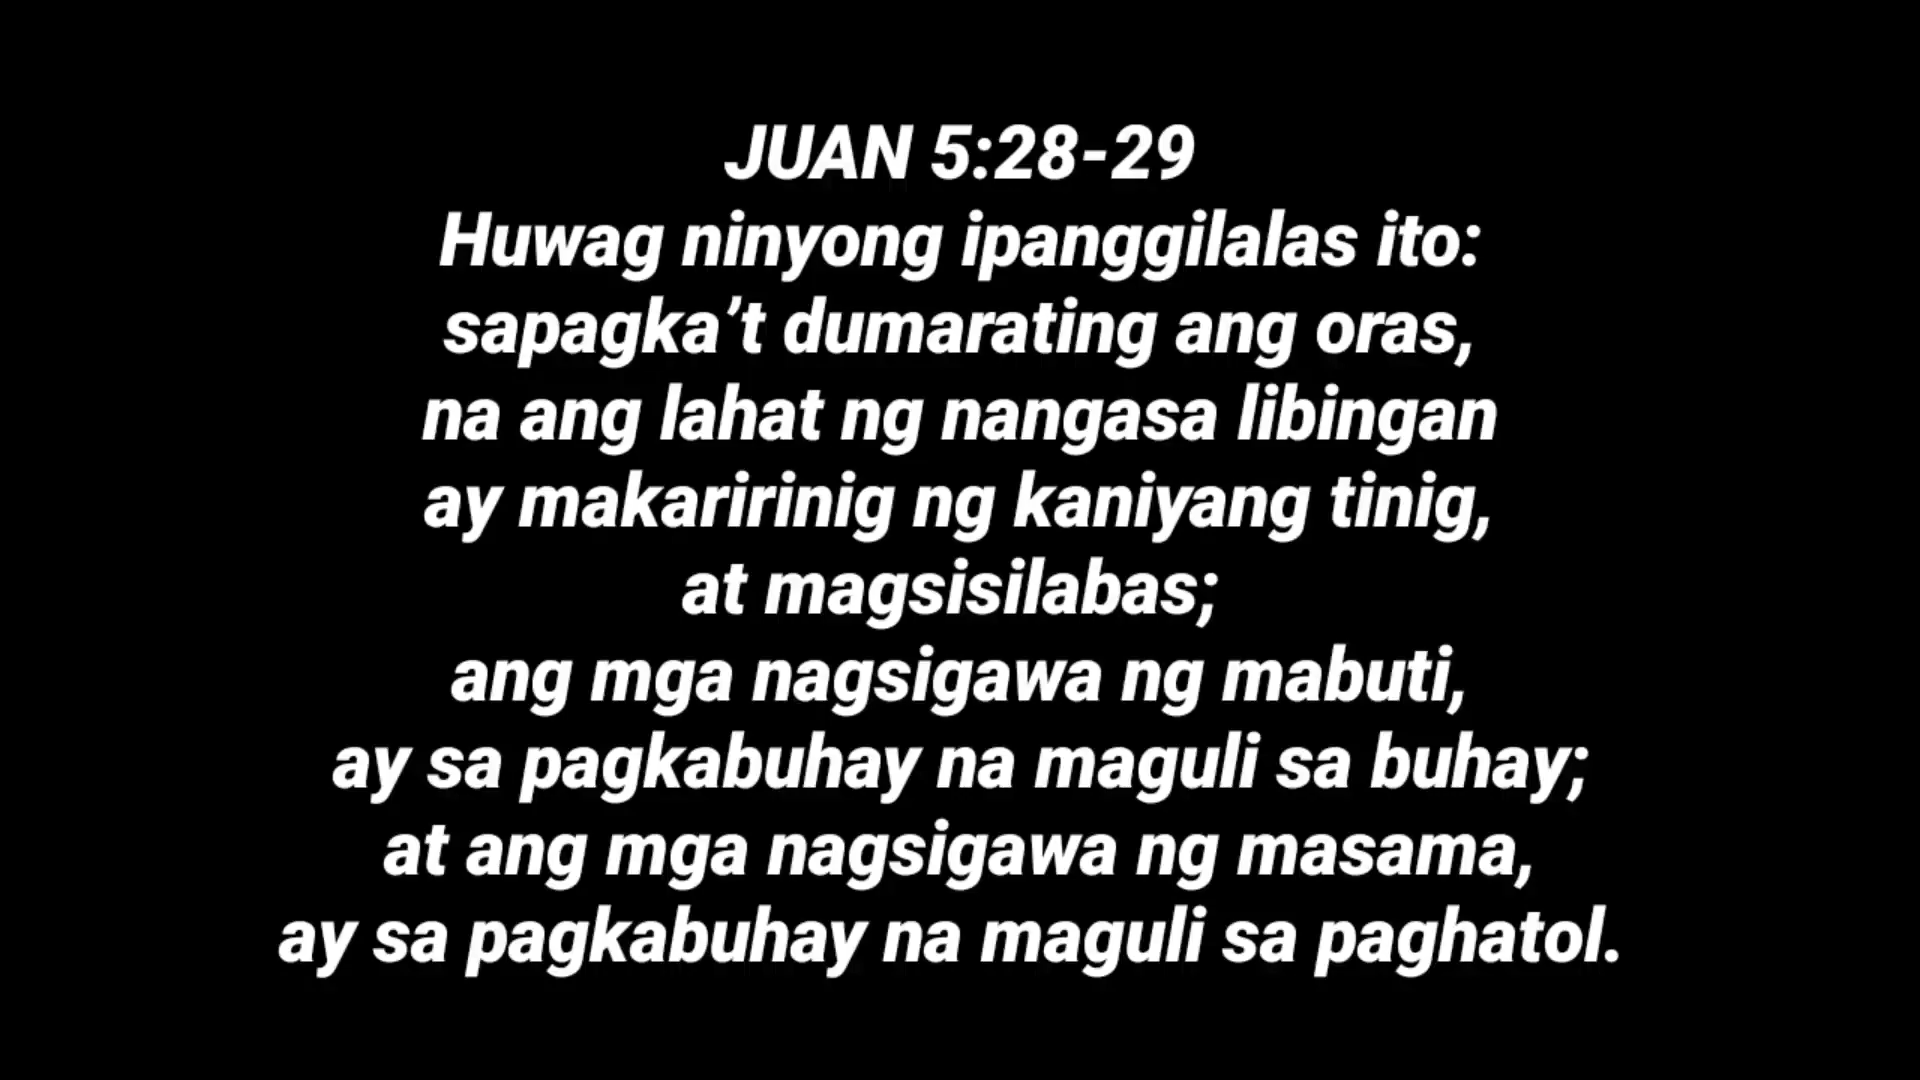 JUAN 5:28-29
Huwag ninyong ipanggilalas ito:
sapagka’t dumarating ang oras,
na ang lahat ng nangasa libingan
ay makaririnig ng kaniyang tinig,
at magsisilabas;
ang mga nagsigawa ng mabuti,
ay sa pagkabuhay na maguli sa buhay;
at ang mga nagsigawa ng masama,
ay sa pagkabuhay na maguli sa paghatol.